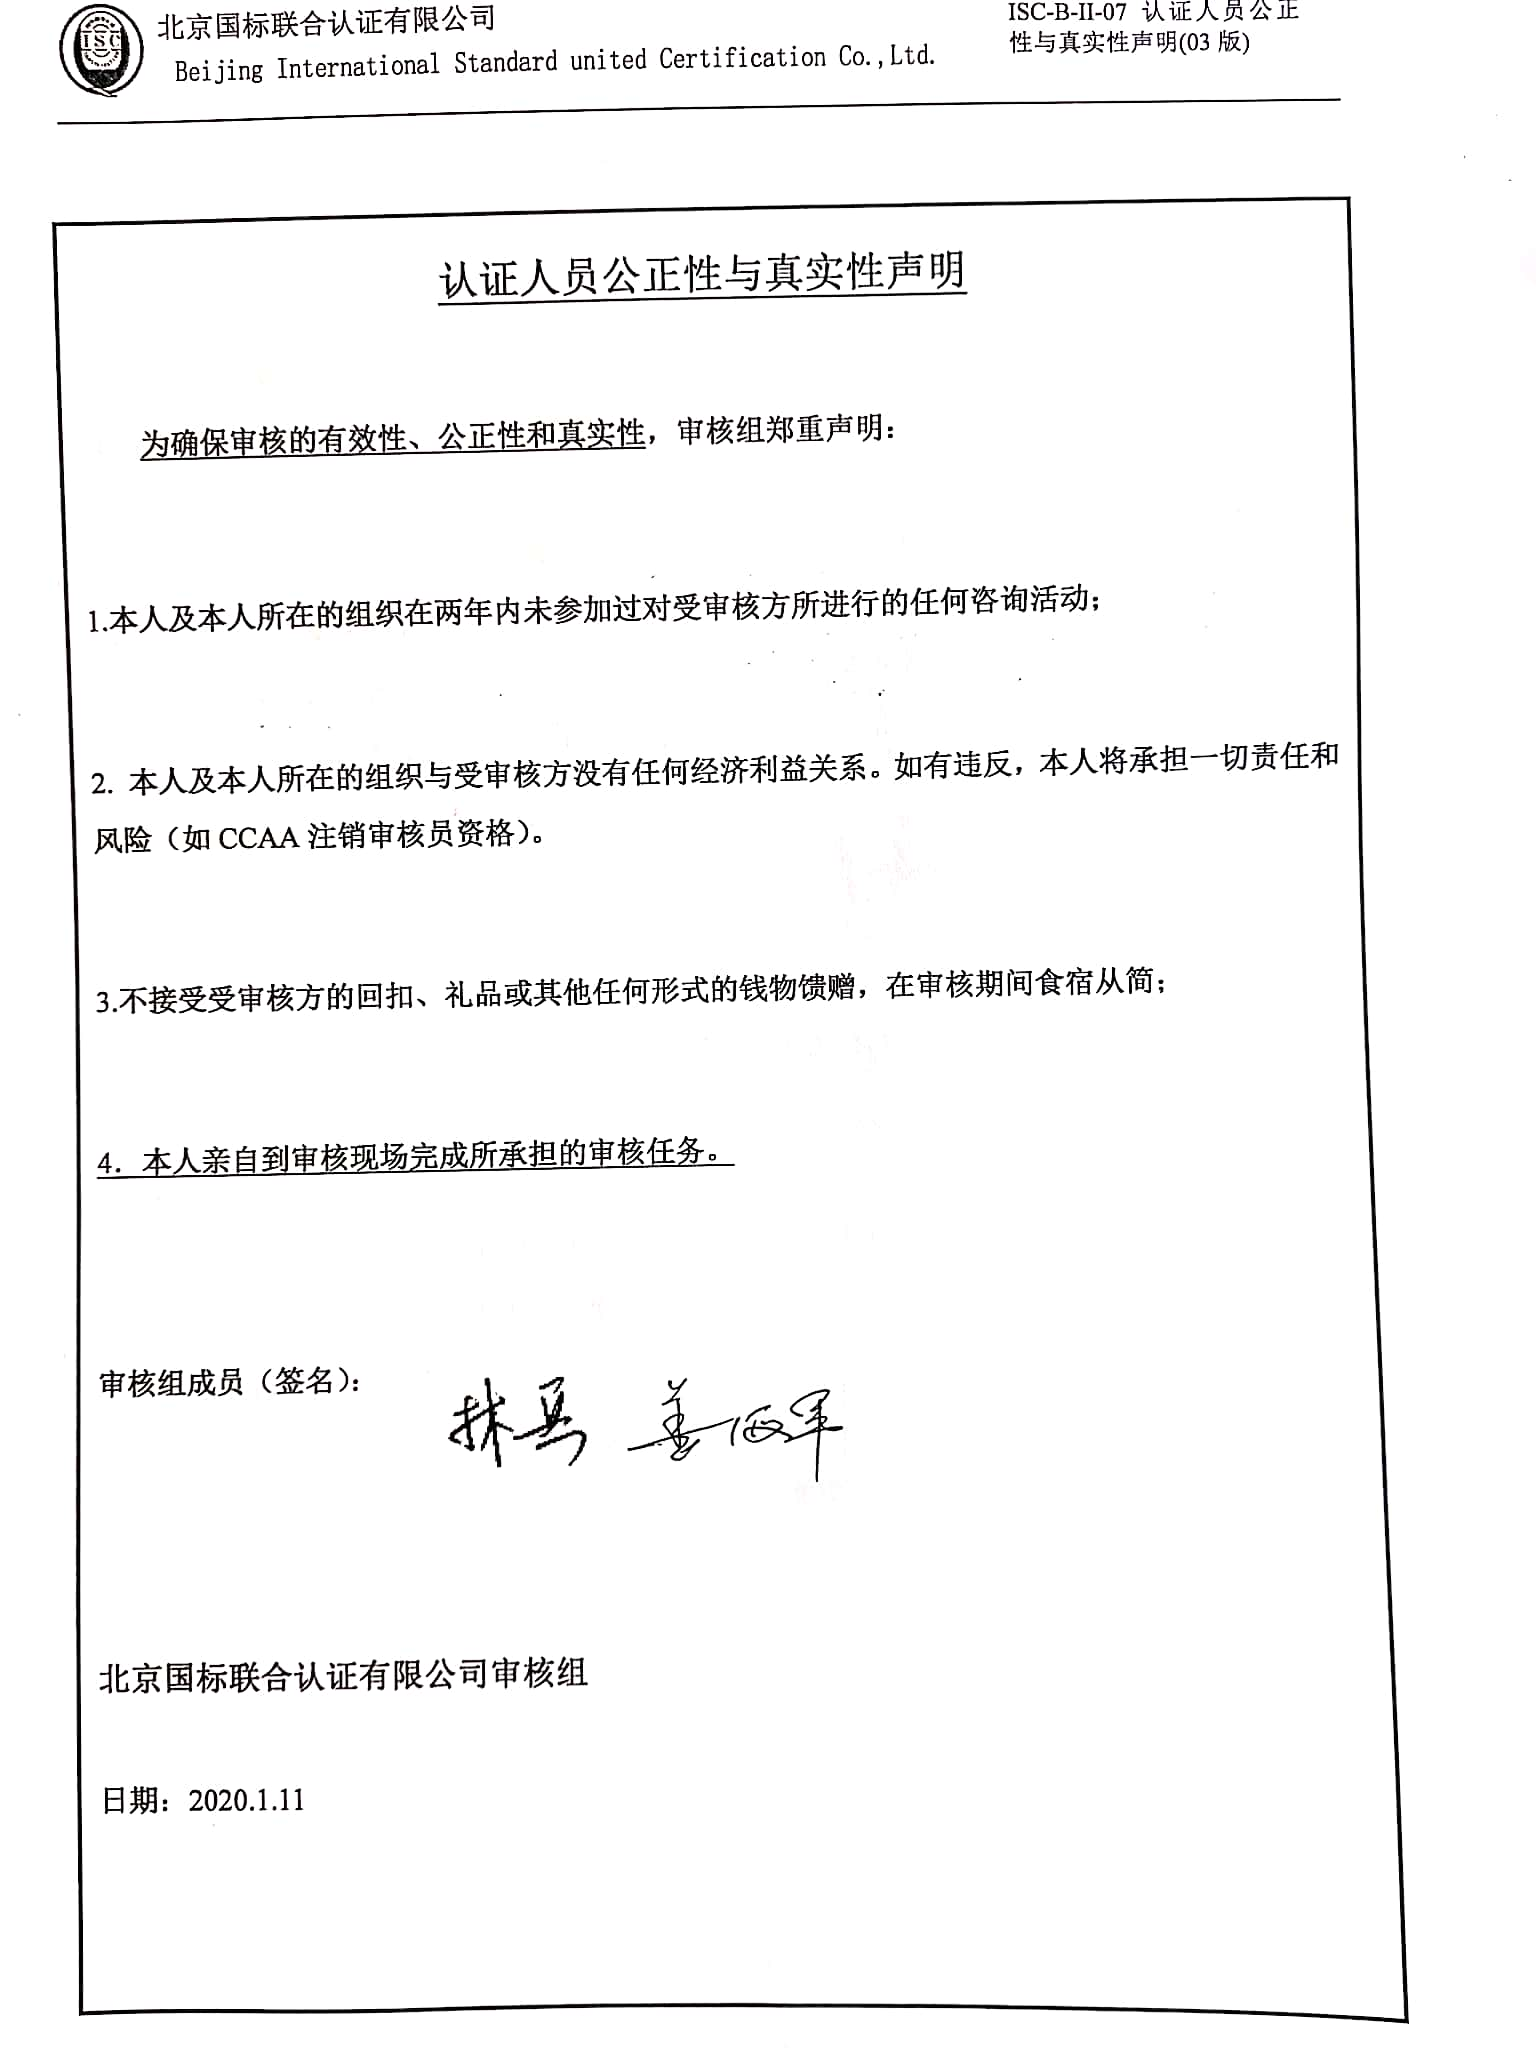 北京国标联合认证有限公司
Beijing International Standard united Certification Co.,Ltd.
ISC-B-II-07 认证人员公正
性与真实性声明(03 版)
ISC
认证人员公正性与真实性声明
为确保审核的有效性、公正性和真实性，审核组郑重声明：
1.本人及本人所在的组织在两年内未参加过对受审核方所进行的任何咨询活动；
2. 本人及本人所在的组织与受审核方没有任何经济利益关系。如有违反，本人将承担一切责任和
风险（如 CCAA 注销审核员资格）。
3.不接受受审核方的回扣、礼品或其他任何形式的钱物馈赠，在审核期间食宿从简；
4. 本人亲自到审核现场完成所承担的审核任务。
审核组成员（签名）：
姜海军
北京国标联合认证有限公司审核组
日期：2020.1.11